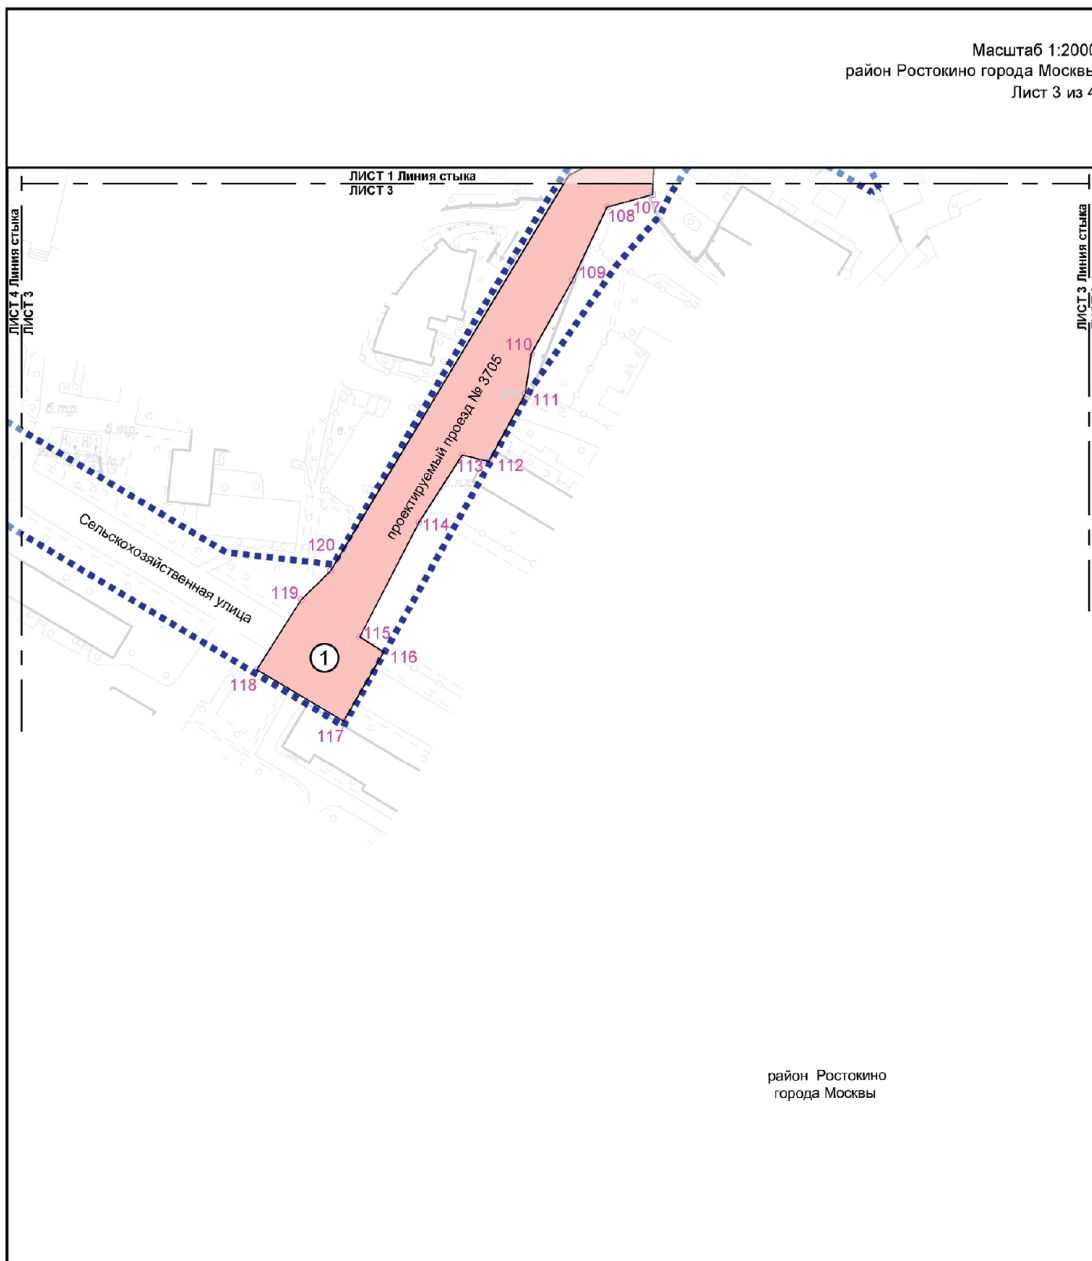 Масштаб 1:2000
район Ростокино города Москвы
Лист 3 из 4
ЛИСТ 1 Линия стыка
ЛИСТ 3
ЛИСТ 4 Линия стыка
ЛИСТ 3
ЛИСТ 3 Линия стыка
107
108
109
110
111
проектируемый проезд № 3705
б.тр.
б.тр.
в.
112
113
114
Сельскохозяйственная улица
120
119
115
1
116
118
117
район Ростокино
города Москвы